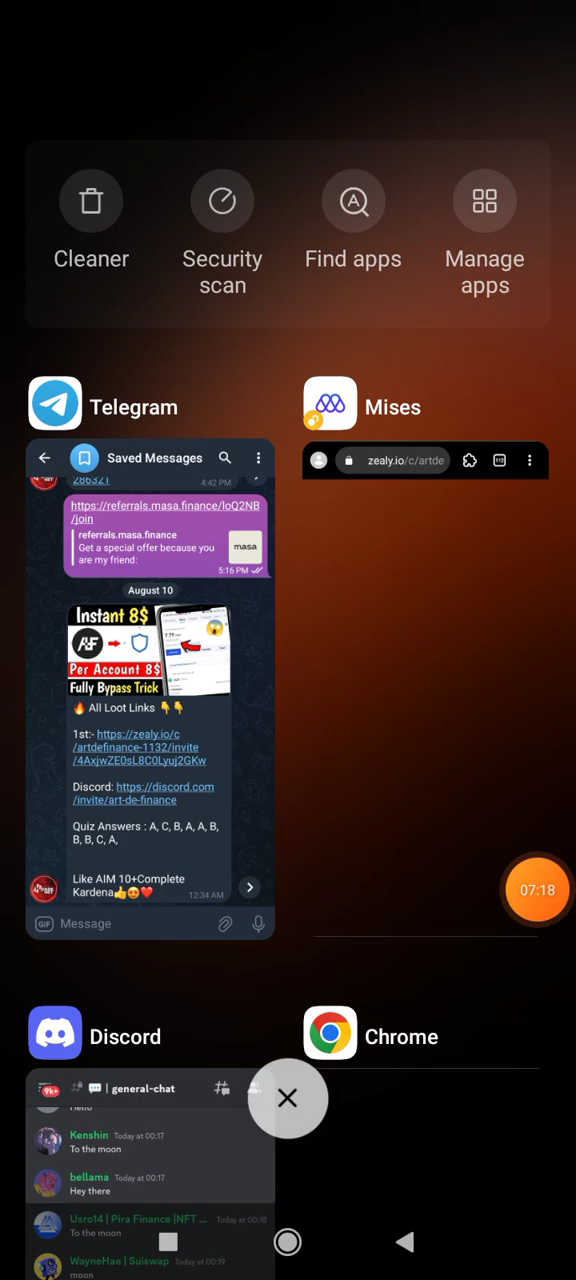 Cleaner
Security scan
Find apps
Manage apps
Telegram
Saved Messages
286321
4:42 PM
https://referrals.masa.finance/loQ2NB
/join
referrals.masa.finance
Get a special offer because you
are my friend:
masa
5:16 PM
August 10
Instant 8$
Per Account 8$
Fully Bypass Trick
🔥 All Loot Links 👇👇
1st:- https://zealy.io/c
/artdefinance-1132/invite
/4AxjwZE0sL8C0Lyuj2GKw
Discord: https://discord.com
/invite/art-de-finance
Quiz Answers : A, C, B, A, A, B,
B, B, C, A,
Like AIM 10+Complete
Kardena👍😍❤️
12:34 AM
GIF
Message
Mises
zealy.io/c/artde
112
07:18
Discord
9+
general-chat
Hello
Kenshin Today at 00:17
To the moon
bellama Today at 00:17
Hey there
Usro14 | Pira Finance |NFT ... Today at 00:18
To the moon
WayneHae | Suiswap Today at 00:19
moon
Chrome